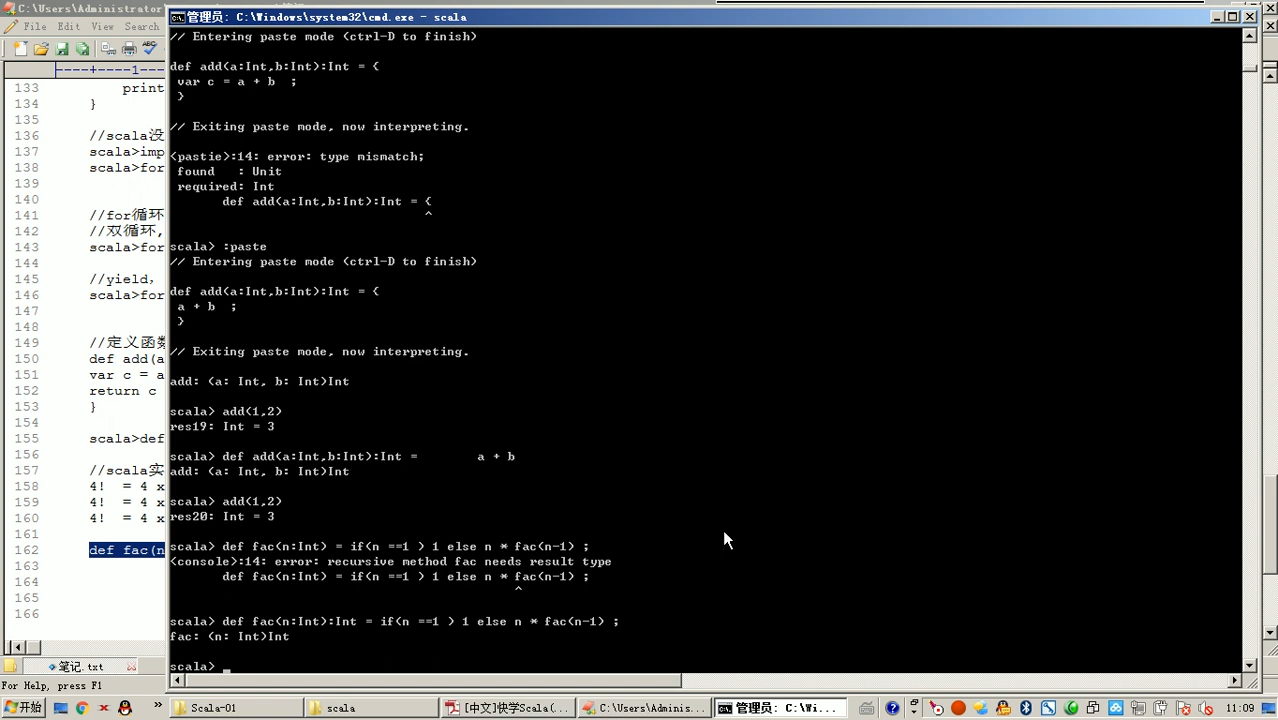 C:\Users\Administrator
管理员: C:\Windows\system32\cmd.exe - scala
File Edit View Search
----+----1--
// Entering paste mode (ctrl-D to finish)
def add(a:Int,b:Int):Int = {
var c = a + b  ;
}
// Exiting paste mode, now interpreting.
<pastie>:14: error: type mismatch;
found   : Unit
required: Int
def add(a:Int,b:Int):Int = {
^
scala> :paste
// Entering paste mode (ctrl-D to finish)
def add(a:Int,b:Int):Int = {
a + b  ;
}
// Exiting paste mode, now interpreting.
add: (a: Int, b: Int)Int
scala> add(1,2)
res19: Int = 3
scala> def add(a:Int,b:Int):Int =        a + b
add: (a: Int, b: Int)Int
scala> add(1,2)
res20: Int = 3
scala> def fac(n:Int) = if(n ==1 ) 1 else n * fac(n-1) ;
<console>:14: error: recursive method fac needs result type
def fac(n:Int) = if(n ==1 ) 1 else n * fac(n-1) ;
^
scala> def fac(n:Int):Int = if(n ==1 ) 1 else n * fac(n-1) ;
fac: (n: Int)Int
scala> _
133 print
134 }
135
136 //scala没
137 scala>imp
138 scala>for
139
140
141 //for循环
142 //双循环,
143 scala>for
144
145 //yield,
146 scala>for
147
148
149 //定义函数
150 def add(a
151 var c = a
152 return c
153 }
154
155 scala>def
156
157 //scala实
158 4!  = 4 x
159 4!  = 4 x
160 4!  = 4 x
161
162 def fac(n
163
164
165
166
笔记.txt
For Help, press F1
开始
Scala-01
scala
[中文]快学Scala(...
C:\Users\Adminis...
管理员: C:\Wi...
11:09